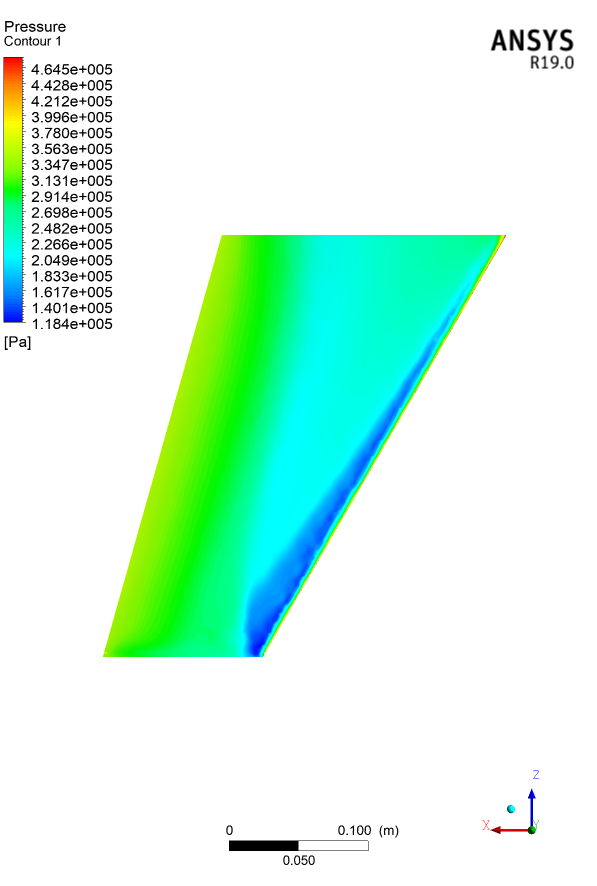 Pressure
Contour 1
ANSYS
R19.0
4.645e+005
4.428e+005
4.212e+005
3.996e+005
3.780e+005
3.563e+005
3.347e+005
3.131e+005
2.914e+005
2.698e+005
2.482e+005
2.266e+005
2.049e+005
1.833e+005
1.617e+005
1.401e+005
1.184e+005
[Pa]
Z
X Y
0 0.100 (m)
0.050